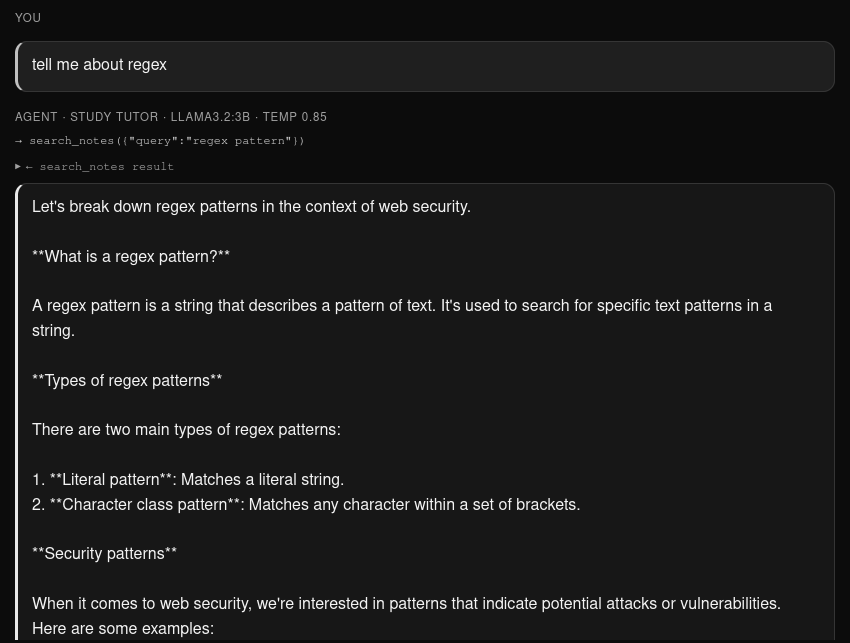 YOU
tell me about regex
AGENT · STUDY TUTOR · LLAMA3.2:3B · TEMP 0.85
→ search_notes({"query":"regex pattern"})
▸ ← search_notes result
Let's break down regex patterns in the context of web security.
**What is a regex pattern?**
A regex pattern is a string that describes a pattern of text. It's used to search for specific text patterns in a
string.
**Types of regex patterns**
There are two main types of regex patterns:
1. **Literal pattern**: Matches a literal string.
2. **Character class pattern**: Matches any character within a set of brackets.
**Security patterns**
When it comes to web security, we're interested in patterns that indicate potential attacks or vulnerabilities.
Here are some examples: